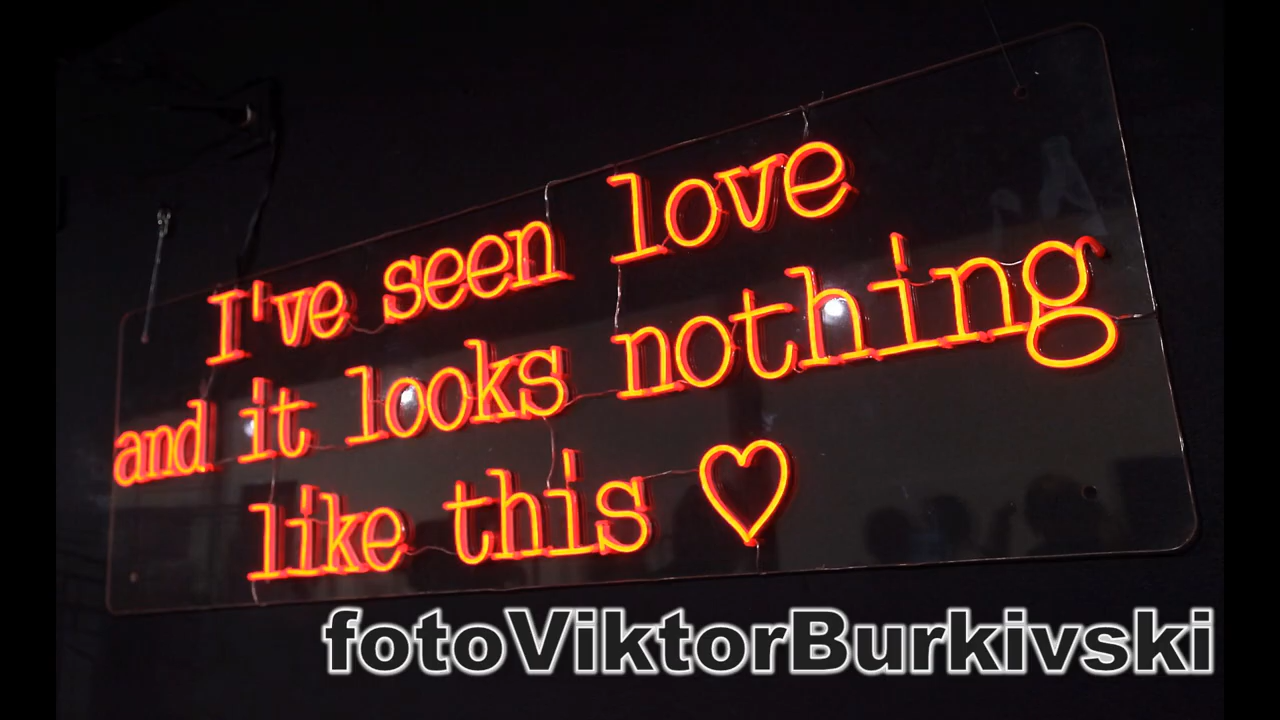 I've seen love
and it looks nothing
like this ♡
fotoViktorBurkivski